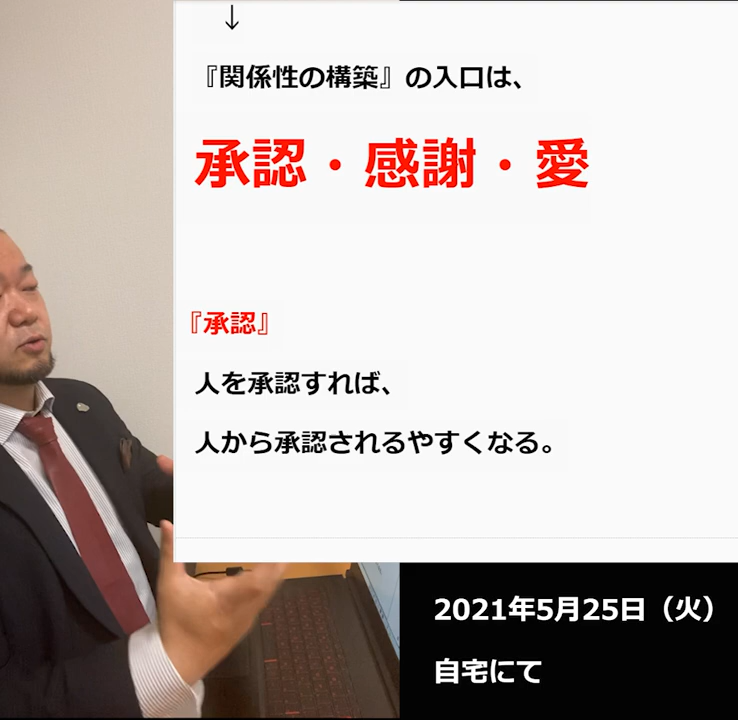 ↓
『関係性の構築』の入口は、
承認・感謝・愛
『承認』
人を承認すれば、
人から承認されるやすくなる。
2021年5月25日（火）
自宅にて